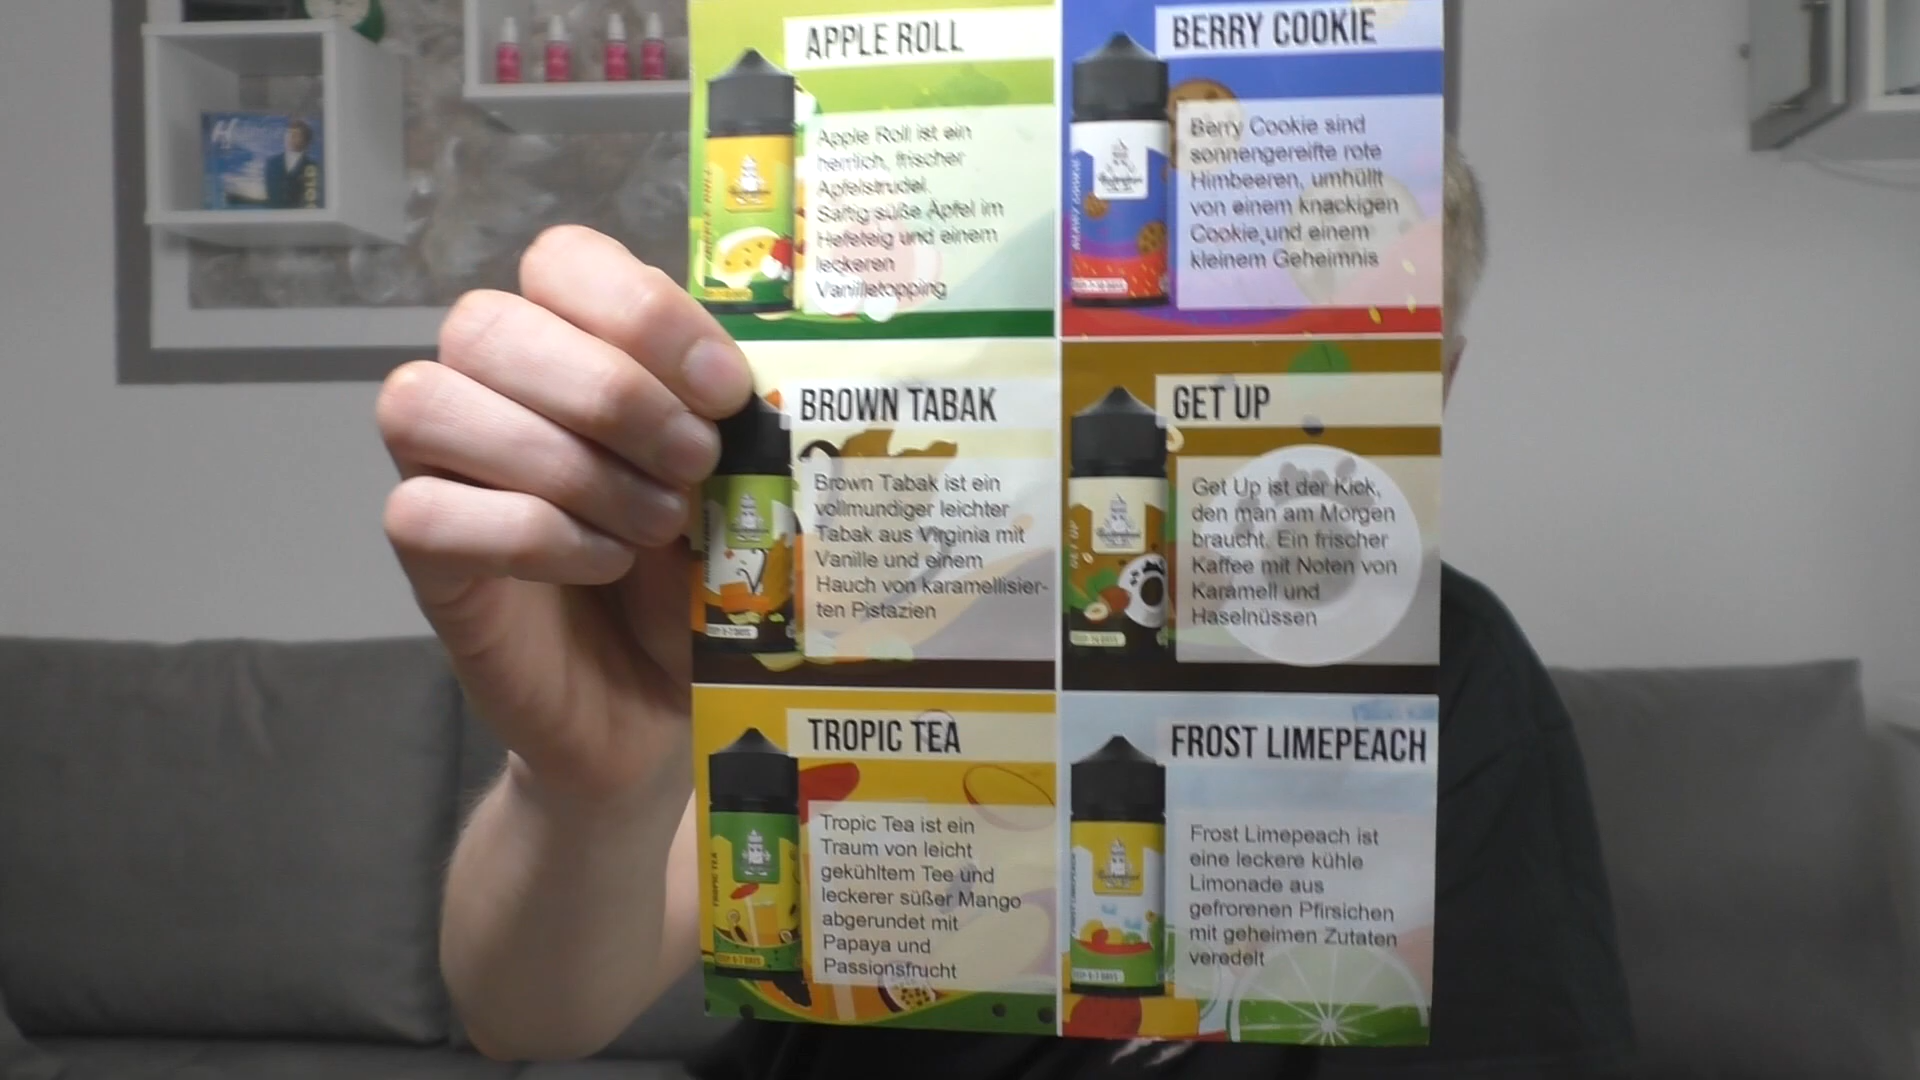 APPLE ROLL
Apple Roll ist ein
herrlich, frischer
Apfelstrudel.
Saftig süße Äpfel im
Hefeteig und einem
leckeren
Vanilletopping
BERRY COOKIE
Berry Cookie sind
sonnengereifte rote
Himbeeren, umhüllt
von einem knackigen
Cookie und einem
kleinem Geheimnis
BROWN TABAK
Brown Tabak ist ein
vollmundiger leichter
Tabak aus Virginia mit
Vanille und einem
Hauch von karamellisier-
ten Pistazien
GET UP
Get Up ist der Kick,
den man am Morgen
braucht. Ein frischer
Kaffee mit Noten von
Karamell und
Haselnüssen
TROPIC TEA
Tropic Tea ist ein
Traum von leicht
gekühltem Tee und
leckerer süßer Mango
abgerundet mit
Papaya und
Passionsfrucht
TROPIC TEA
FROST LIMEPEACH
Frost Limepeach ist
eine leckere kühle
Limonade aus
gefrorenen Pfirsichen
mit geheimen Zutaten
veredelt